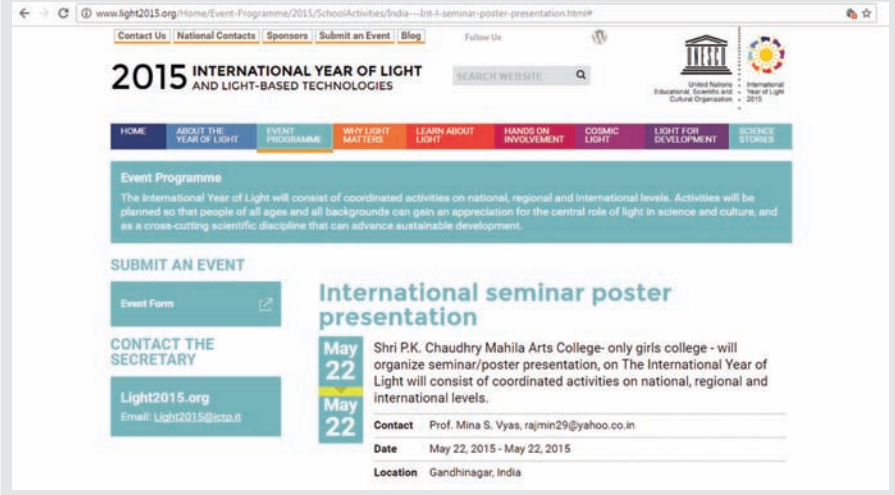 www.light2015.org/Home/Event-Programme/2015/SchoolActivities/India---Int-l-seminar-poster-presentation.html#
Contact Us National Contacts Sponsors Submit an Event Blog Follow Us
2015 INTERNATIONAL YEAR OF LIGHT
AND LIGHT-BASED TECHNOLOGIES
SEARCH WEBSITE
UNESCO
United Nations
Educational, Scientific and
Cultural Organization
International
Year of Light
2015
HOME
ABOUT THE
YEAR OF LIGHT
EVENT
PROGRAMME
WHY LIGHT
MATTERS
LEARN ABOUT
LIGHT
HANDS ON
INVOLVEMENT
COSMIC
LIGHT
LIGHT FOR
DEVELOPMENT
SCIENCE
STORIES
Event Programme
The International Year of Light will consist of coordinated activities on national, regional and international levels. Activities will be
planned so that people of all ages and all backgrounds can gain an appreciation for the central role of light in science and culture, and
as a cross-cutting scientific discipline that can advance sustainable development.
SUBMIT AN EVENT
Event Form
CONTACT THE
SECRETARY
Light2015.org
Email: Light2015@ictp.it
International seminar poster
presentation
May
22
May
22
Shri P.K. Chaudhry Mahila Arts College- only girls college - will
organize seminar/poster presentation, on The International Year of
Light will consist of coordinated activities on national, regional and
international levels.
Contact Prof. Mina S. Vyas, rajmin29@yahoo.co.in
Date May 22, 2015 - May 22, 2015
Location Gandhinagar, India